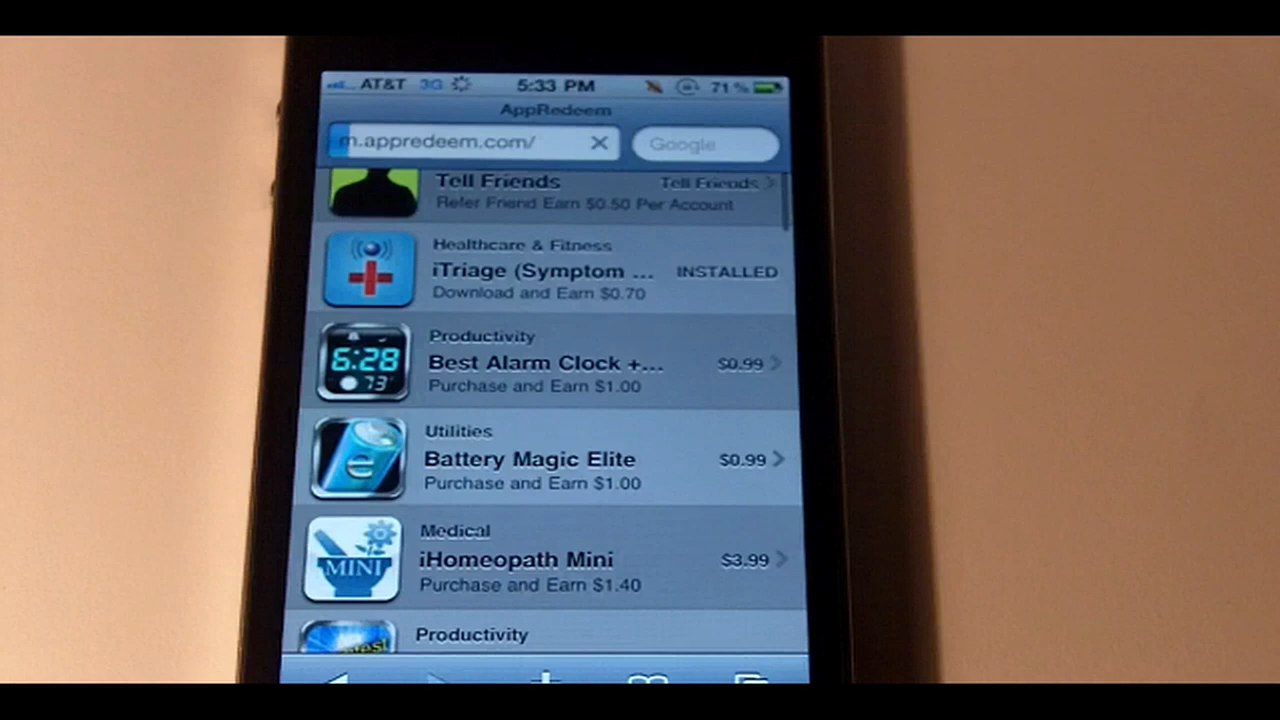 AT&T 3G 5:33 PM 71%
AppRedeem
m.appredeem.com/ Google
Tell Friends Tell Friends
Refer Friend Earn $0.50 Per Account
Healthcare & Fitness
iTriage (Symptom ... INSTALLED
Download and Earn $0.70
Productivity
6:28
73°
Best Alarm Clock +... $0.99
Purchase and Earn $1.00
Utilities
e
Battery Magic Elite $0.99
Purchase and Earn $1.00
Medical
MINI
iHomeopath Mini $3.99
Purchase and Earn $1.40
Productivity